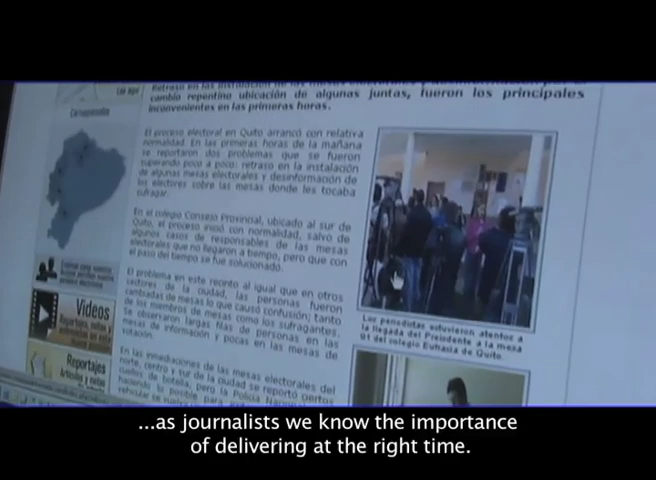 cambio repentino ubicación de algunas juntas, fueron los principales
inconvenientes en las primeras horas.
El proceso electoral en Quito arrancó con relativa
normalidad. En las primeras horas de la mañana
se reportaron dos problemas que se fueron
superando poco a poco: retraso en la instalación
de algunas mesas electorales y desinformación de
los electores sobre las mesas donde les tocaba
sufragar.
En el colegio Consejo Provincial, ubicado al sur de
Quito, el proceso inició con normalidad, salvo de
algunos casos de responsables de las mesas
electorales que no llegaron a tiempo, pero que con
el paso del tiempo se fue solucionado.
El problema en este recinto al igual que en otros
sectores de la ciudad, las personas fueron
cambiadas de mesas lo que causó confusión; tanto
de los miembros de mesas como los sufragantes.
Se observaron largas filas de personas en las
mesas de información y pocas en las mesas de
votación.
En las inmediaciones de las mesas electorales del
norte, centro y sur de la ciudad se reportó ciertos
cuellos de botella, pero la Policía
haciendo lo posible para
Los periodistas estuvieron atentos a
la llegada del Presidente a la mesa
del colegio de Quito.
Videos
Reportajes
...as journalists we know the importance
of delivering at the right time.